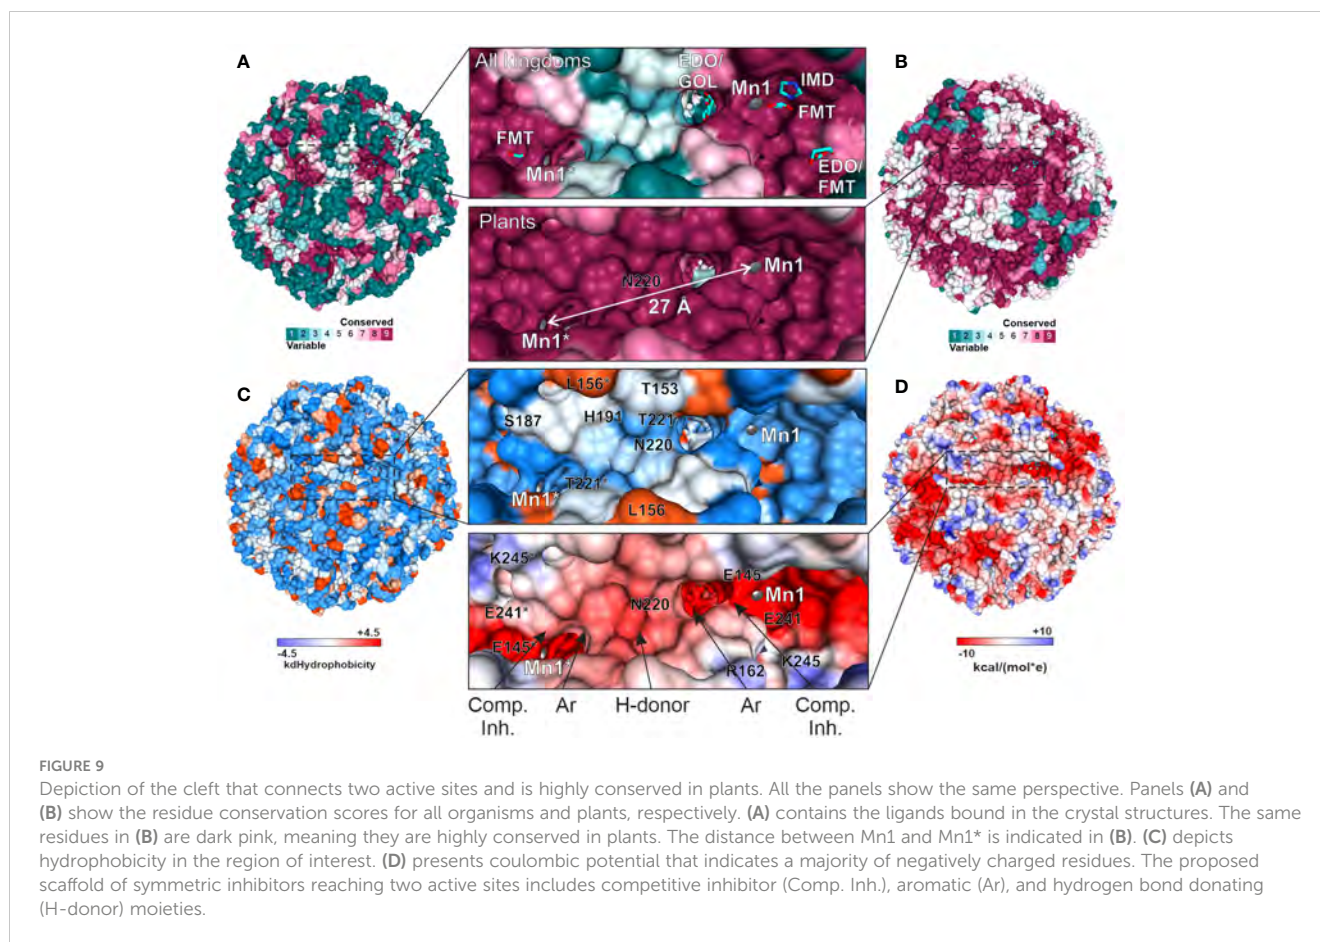 A
All kingdoms
EDO/
GOL
Mn1
IMD
FMT
FMT
Mn1*
EDO/
FMT
B
Plants
N220
Mn1
27 Å
Mn1*
Conserved
1 2 3 4 5 6 7 8 9
Variable
Conserved
1 2 3 4 5 6 7 8 9
Variable
C
L156*
T153
S187
H191
T221
N220
Mn1
T221*
Mn1*
L156
D
K245*
E145
N220
Mn1
E241*
E241
E145*
Mn1*
R162
K245
+4.5
-4.5
kdHydrophobicity
+10
-10
kcal/(mol*e)
Comp. Ar H-donor Ar Comp.
Inh. Inh.
FIGURE 9
Depiction of the cleft that connects two active sites and is highly conserved in plants. All the panels show the same perspective. Panels (A) and
(B) show the residue conservation scores for all organisms and plants, respectively. (A) contains the ligands bound in the crystal structures. The same
residues in (B) are dark pink, meaning they are highly conserved in plants. The distance between Mn1 and Mn1* is indicated in (B). (C) depicts
hydrophobicity in the region of interest. (D) presents coulombic potential that indicates a majority of negatively charged residues. The proposed
scaffold of symmetric inhibitors reaching two active sites includes competitive inhibitor (Comp. Inh.), aromatic (Ar), and hydrogen bond donating
(H-donor) moieties.